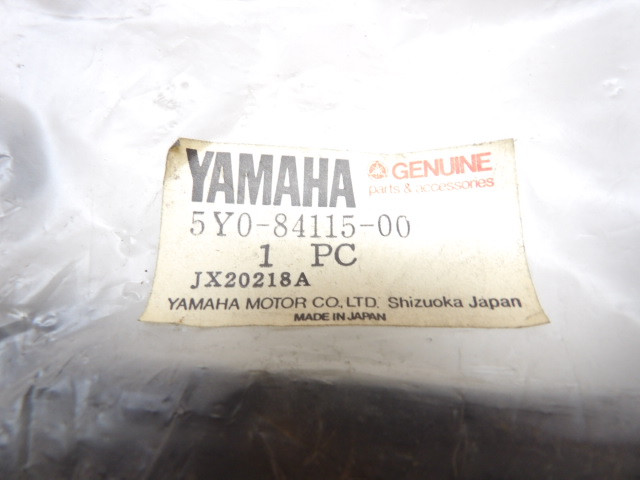 YAMAHA GENUINE
parts & accessories
5Y0-84115-00
1 PC
JX20218A
YAMAHA MOTOR CO., LTD. Shizuoka Japan
MADE IN JAPAN